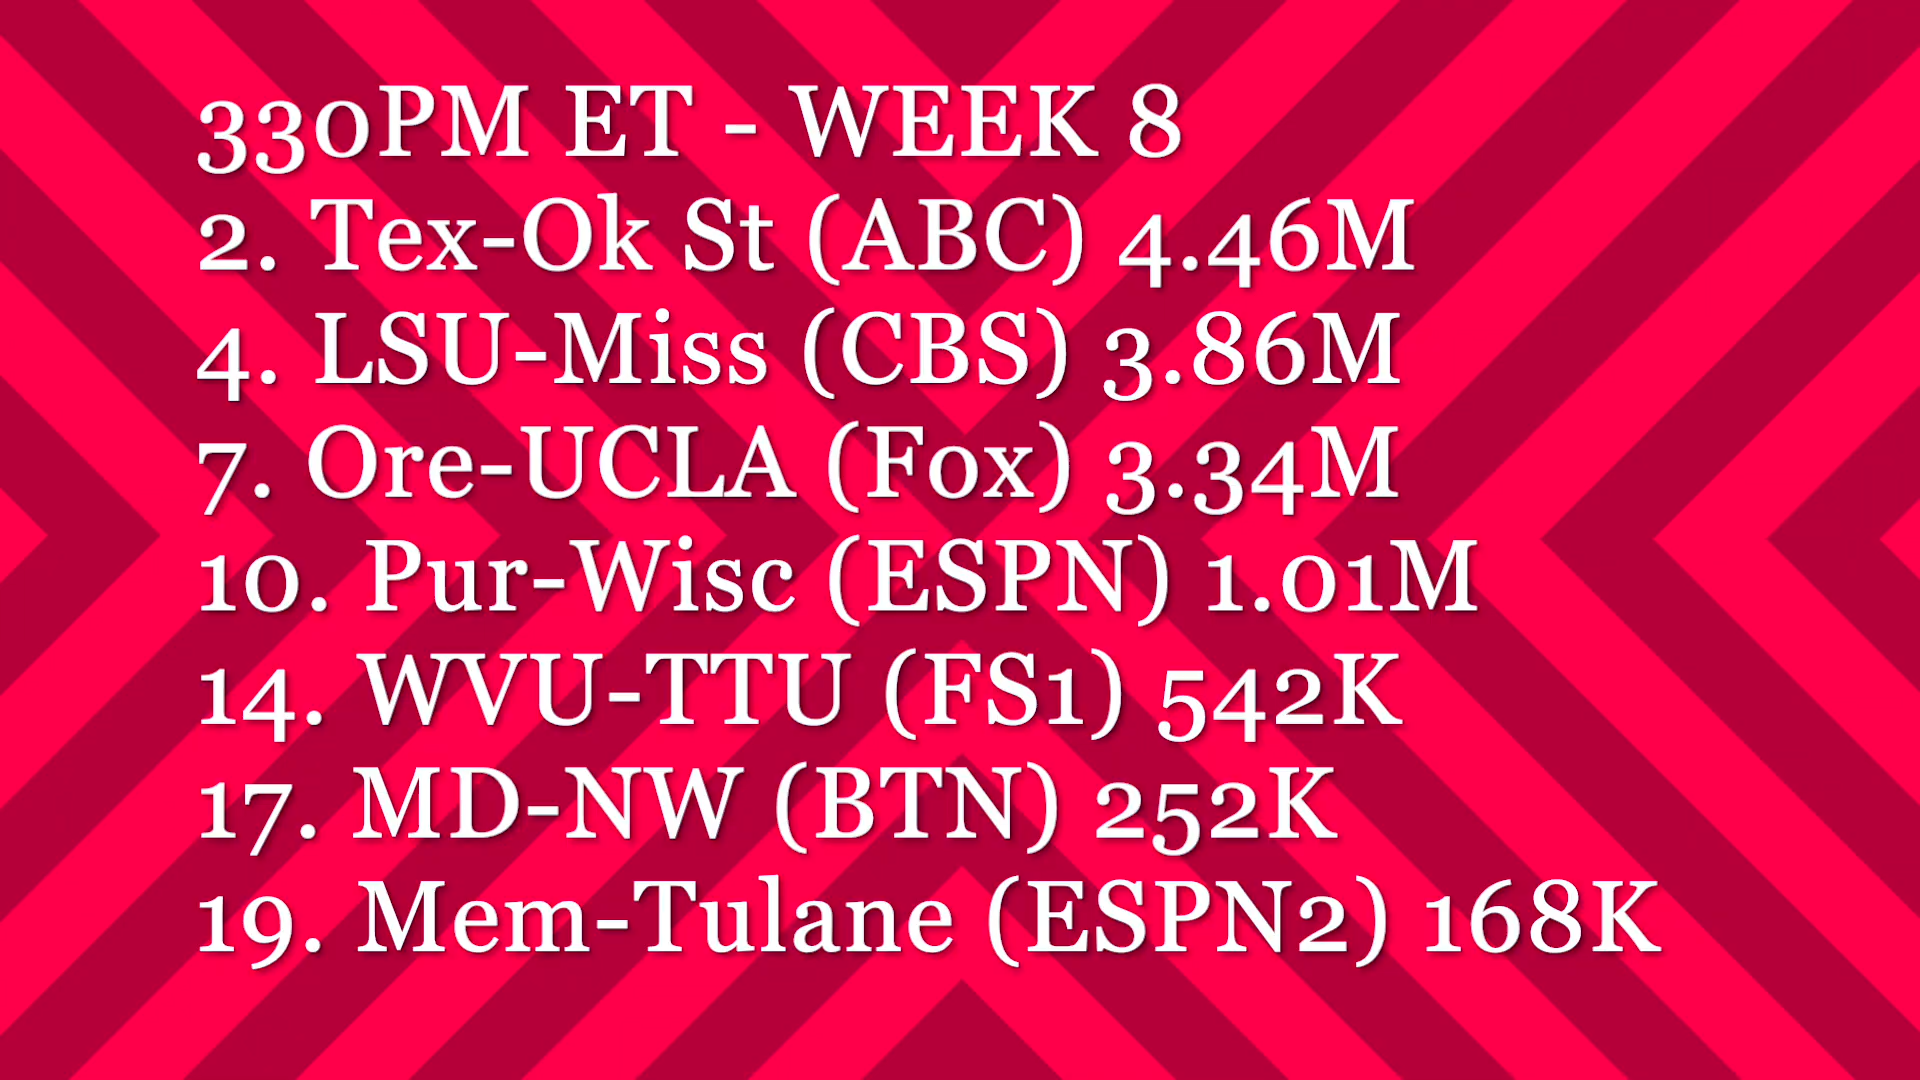 330PM ET - WEEK 8
2. Tex-Ok St (ABC) 4.46M
4. LSU-Miss (CBS) 3.86M
7. Ore-UCLA (Fox) 3.34M
10. Pur-Wisc (ESPN) 1.01M
14. WVU-TTU (FS1) 542K
17. MD-NW (BTN) 252K
19. Mem-Tulane (ESPN2) 168K